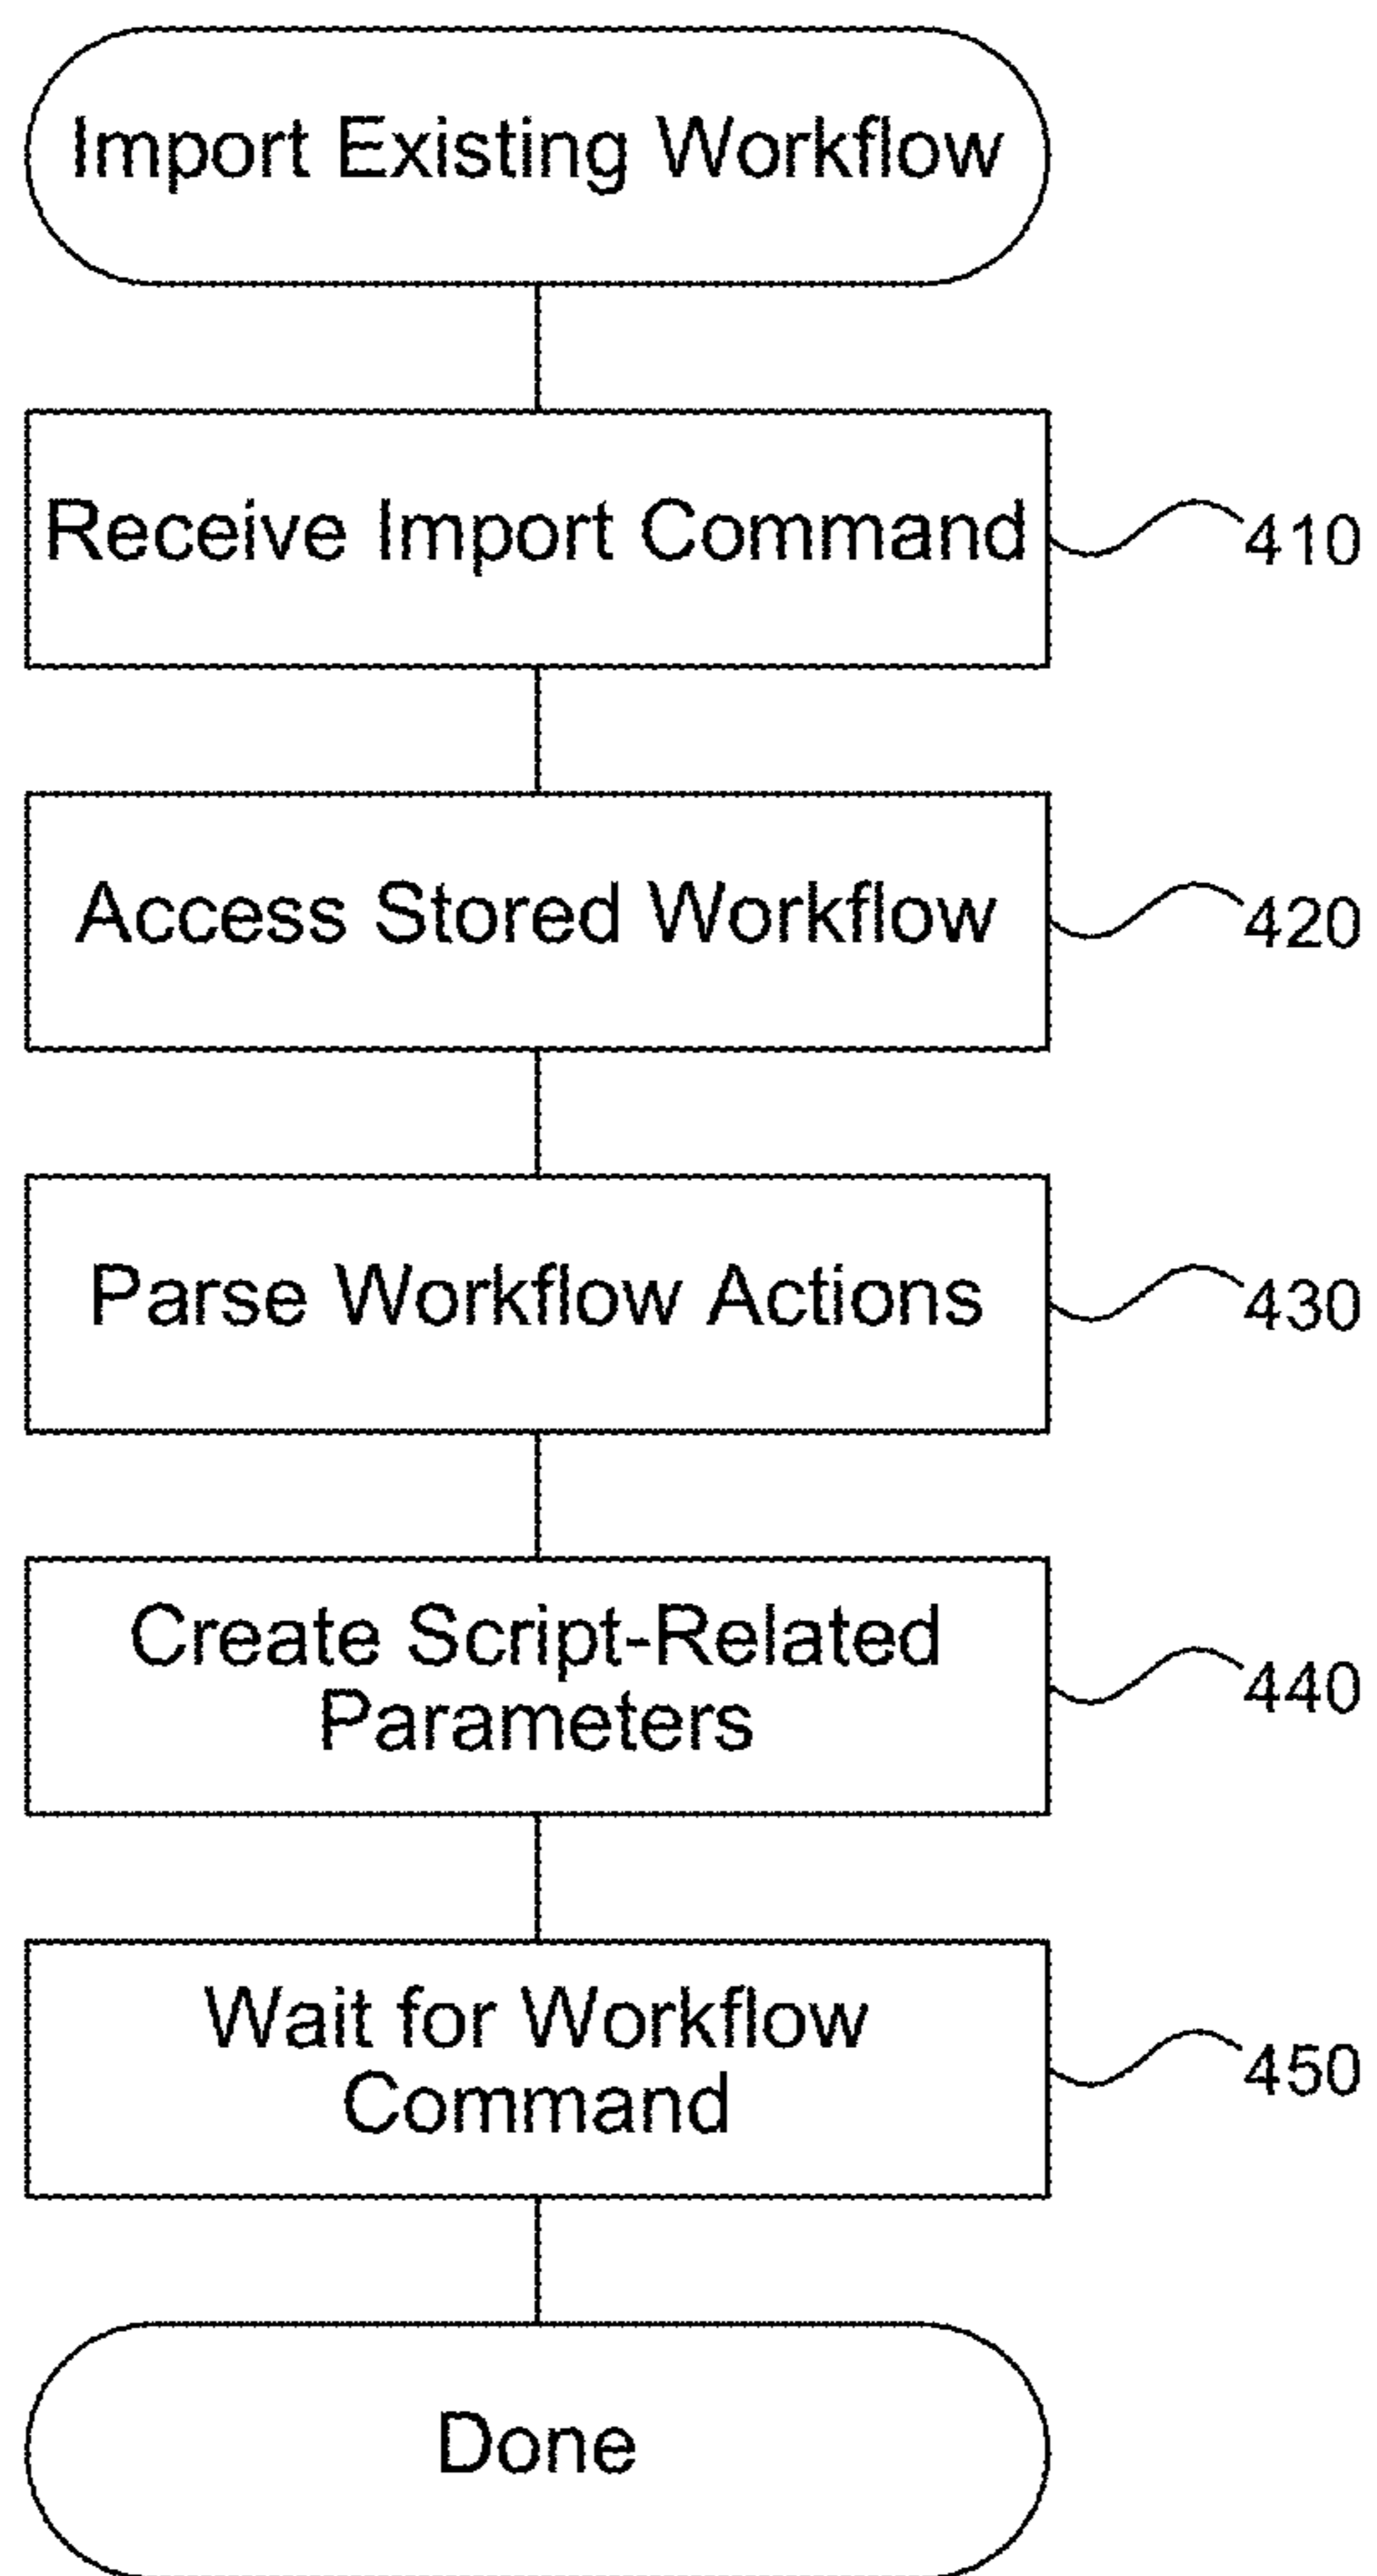 Import Existing Workflow
Receive Import Command
410
Access Stored Workflow
420
Parse Workflow Actions
430
Create Script-Related
Parameters
440
Wait for Workflow
Command
450
Done